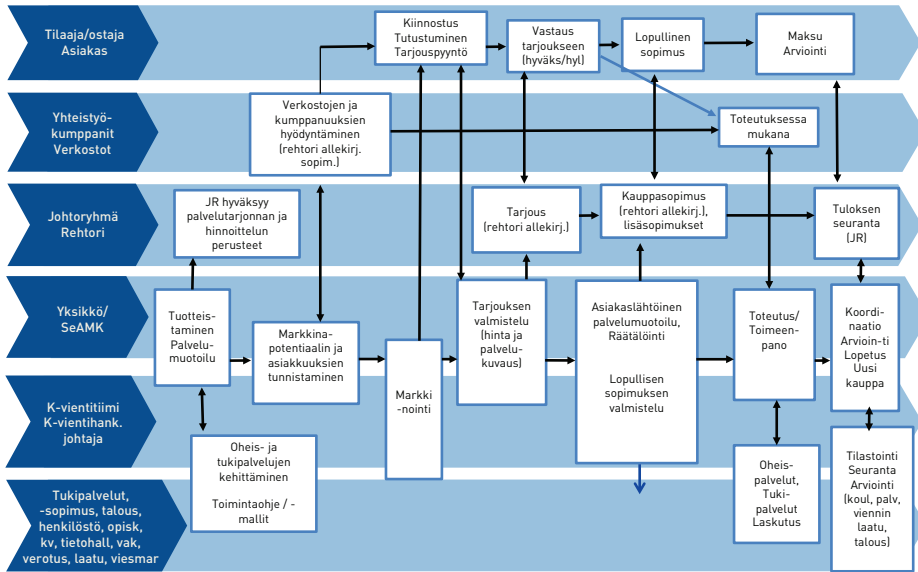 Tilaaja/ostaja
Asiakas
Kiinnostus
Tutustuminen
Tarjouspyyntö
Vastaus
tarjoukseen
(hyväks/hyl)
Lopullinen
sopimus
Maksu
Arviointi
Yhteistyö-
kumppanit
Verkostot
Verkostojen ja
kumppanuuksien
hyödyntäminen
(rehtori allekirj.
sopim.)
Toteutuksessa
mukana
Johtoryhmä
Rehtori
JR hyväksyy
palvelutarjonnan ja
hinnoittelun
perusteet
Tarjous
(rehtori allekirj.)
Kauppasopimus
(rehtori allekirj.),
lisäsopimukset
Tuloksen
seuranta
(JR)
Yksikkö/
SeAMK
Tuotteis-
taminen
Palvelu-
muotoilu
Markkina-
potentiaalin ja
asiakkuuksien
tunnistaminen
Markki
-nointi
Tarjouksen
valmistelu
(hinta ja
palvelu-
kuvaus)
Asiakaslähtöinen
palvelumuotoilu,
Räätälöinti
Lopullisen
sopimuksen
valmistelu
Toteutus/
Toimeen-
pano
Koordi-
naatio
Arvioin-ti
Lopetus
Uusi
kauppa
K-vientitiimi
K-vientihank.
johtaja
Oheis- ja
tukipalvelujen
kehittäminen
Toimintaohje / -
mallit
Oheis-
palvelut,
Tuki-
palvelut
Laskutus
Tilastointi
Seuranta
Arviointi
(koul, palv,
viennin
laatu,
talous)
Tukipalvelut,
-sopimus, talous,
henkilöstö, opisk,
kv, tietohall, vak,
verotus, laatu, viesmar